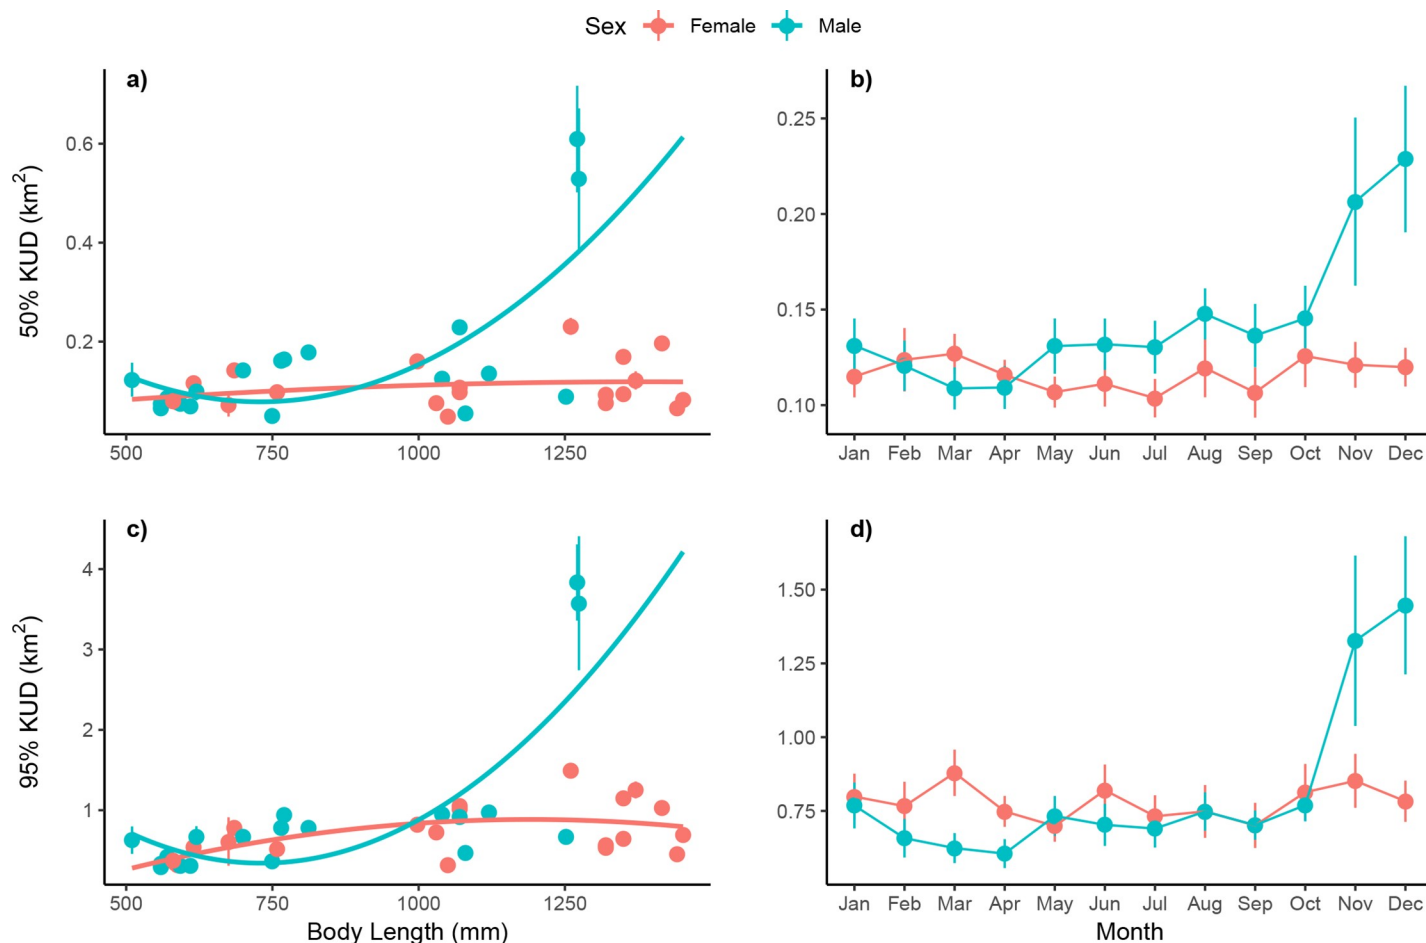 Sex Female Male
a)
50% KUD (km²)
0.6
0.4
0.2
500 750 1000 1250
b)
0.25
0.20
0.15
0.10
Jan Feb Mar Apr May Jun Jul Aug Sep Oct Nov Dec
c)
95% KUD (km²)
4
3
2
1
500 750 1000 1250
Body Length (mm)
d)
1.50
1.25
1.00
0.75
Jan Feb Mar Apr May Jun Jul Aug Sep Oct Nov Dec
Month